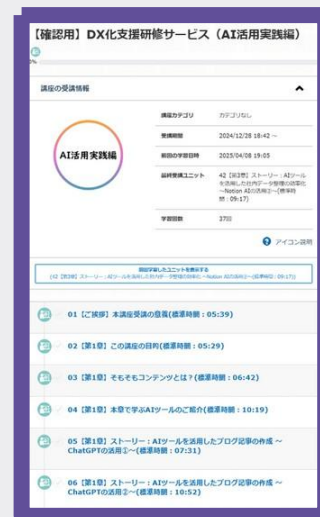 【確認用】DX化支援研修サービス（AI活用実践編）
0%
講座の受講情報
AI活用実践編
講座カテゴリ カテゴリなし
受講期間 2024/12/28 18:42 ～
前回の学習日時 2025/04/08 19:05
最終受講ユニット 42【第3章】ストーリー：AIツール
を活用した社内データ管理の効率化
～Notion AIの活用②～(標準時
間：09:17)
学習回数 37回
アイコン説明
前回学習したユニットを表示する
01【ご挨拶】本講座受講の意義(標準時間：05:39)
02【第1章】この講座の目的(標準時間：05:29)
03【第1章】そもそもコンテンツとは？(標準時間：06:42)
04【第1章】本章で学ぶAIツールのご紹介(標準時間：10:19)
05【第1章】ストーリー：AIツールを活用したブログ記事の作成 ～
ChatGPTの活用①～(標準時間：07:31)
06【第1章】ストーリー：AIツールを活用したブログ記事の作成 ～
ChatGPTの活用②～(標準時間：10:52)